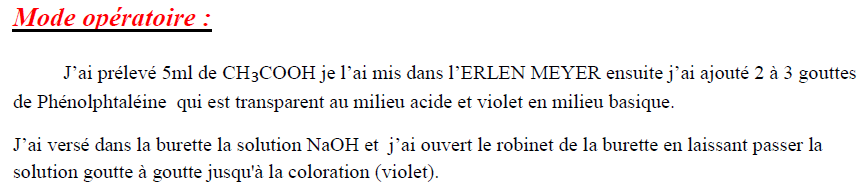 Mode opératoire :
J’ai prélevé 5ml de CH₃COOH je l’ai mis dans l’ERLEN MEYER ensuite j’ai ajouté 2 à 3 gouttes
de Phénolphtaléine qui est transparent au milieu acide et violet en milieu basique.
J’ai versé dans la burette la solution NaOH et j’ai ouvert le robinet de la burette en laissant passer la
solution goutte à goutte jusqu'à la coloration (violet).